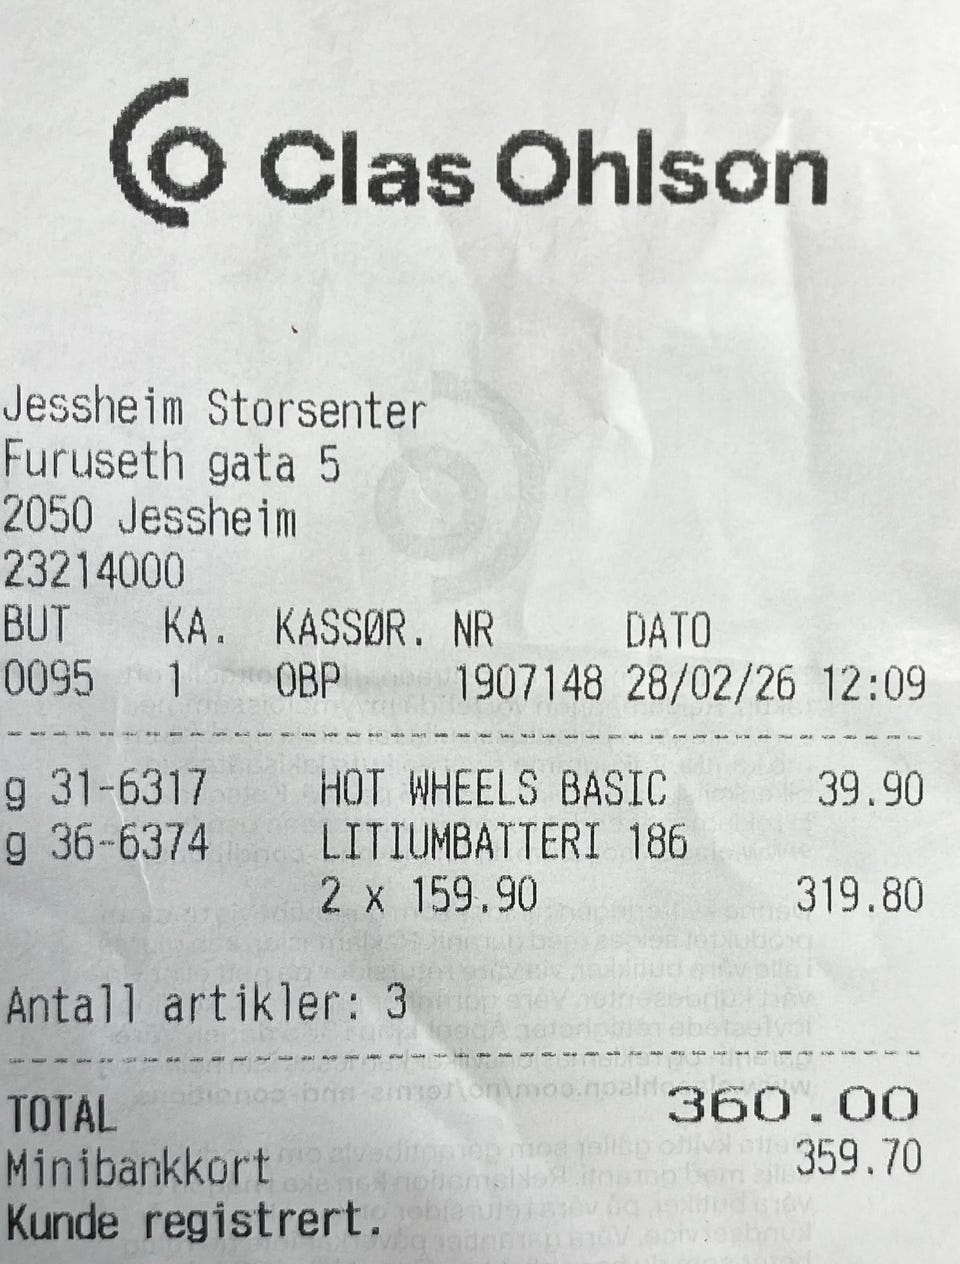 Clas Ohlson
Jessheim Storsenter
Furuseth gata 5
2050 Jessheim
23214000
BUT KA. KASSØR. NR DATO
0095 1 OBP 1907148 28/02/26 12:09
g 31-6317 HOT WHEELS BASIC 39.90
g 36-6374 LITIUMBATTERI 186
2 x 159.90 319.80
Antall artikler: 3
TOTAL 360.00
Minibankkort 359.70
Kunde registrert.